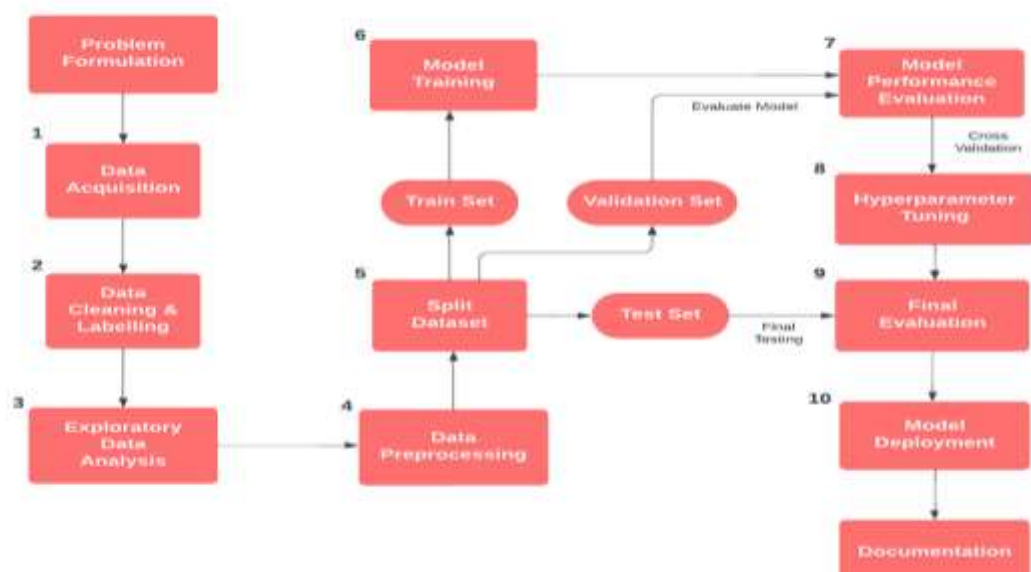 Problem
Formulation
1
Data
Acquisition
2
Data
Cleaning &
Labelling
3
Exploratory
Data
Analysis
4
Data
Preprocessing
5
Split
Dataset
Train Set
Validation Set
Test Set
6
Model
Training
Evaluate Model
7
Model
Performance
Evaluation
Cross
Validation
8
Hyperparameter
Tuning
Final
Testing
9
Final
Evaluation
10
Model
Deployment
Documentation